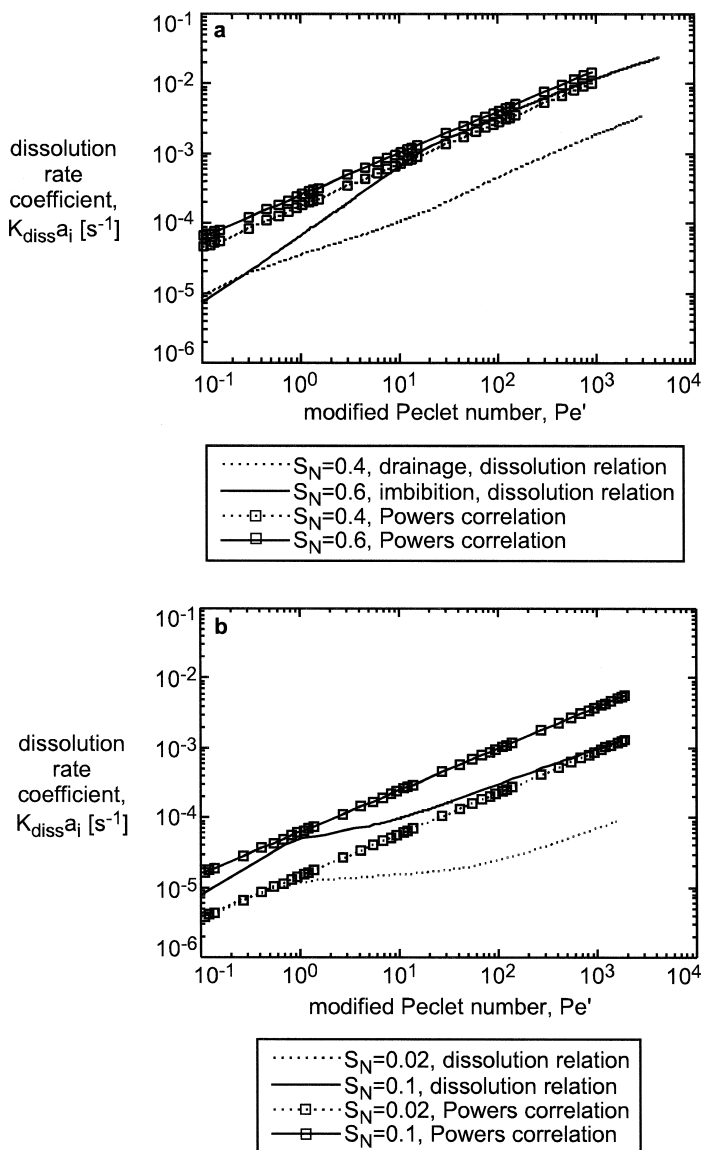 a
10^-1
10^-2
10^-3
10^-4
10^-5
10^-6
dissolution
rate
coefficient,
K_diss a_i [s^-1]
10^-1 10^0 10^1 10^2 10^3 10^4
modified Peclet number, Pe'
S_N=0.4, drainage, dissolution relation
S_N=0.6, imbibition, dissolution relation
S_N=0.4, Powers correlation
S_N=0.6, Powers correlation
b
10^-1
10^-2
10^-3
10^-4
10^-5
10^-6
dissolution
rate
coefficient,
K_diss a_i [s^-1]
10^-1 10^0 10^1 10^2 10^3 10^4
modified Peclet number, Pe'
S_N=0.02, dissolution relation
S_N=0.1, dissolution relation
S_N=0.02, Powers correlation
S_N=0.1, Powers correlation